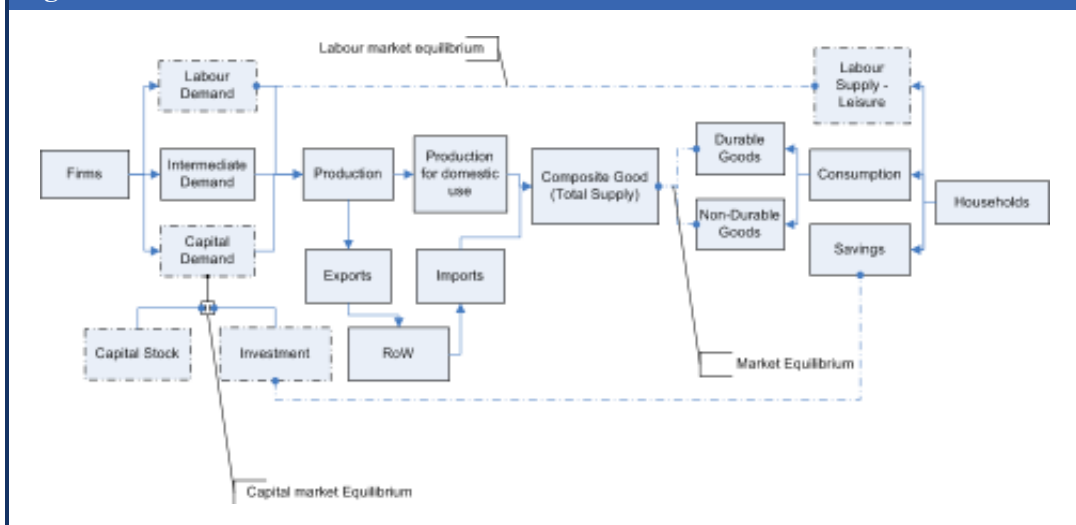 Labour market equilibrium
Labour
Demand
Labour
Supply -
Leisure
Firms
Intermediate
Demand
Production
Production
for domestic
use
Composite Good
(Total Supply)
Durable
Goods
Consumption
Households
Non-Durable
Goods
Savings
Capital
Demand
Exports
Imports
Capital Stock
Investment
RoW
Market Equilibrium
Capital market Equilibrium